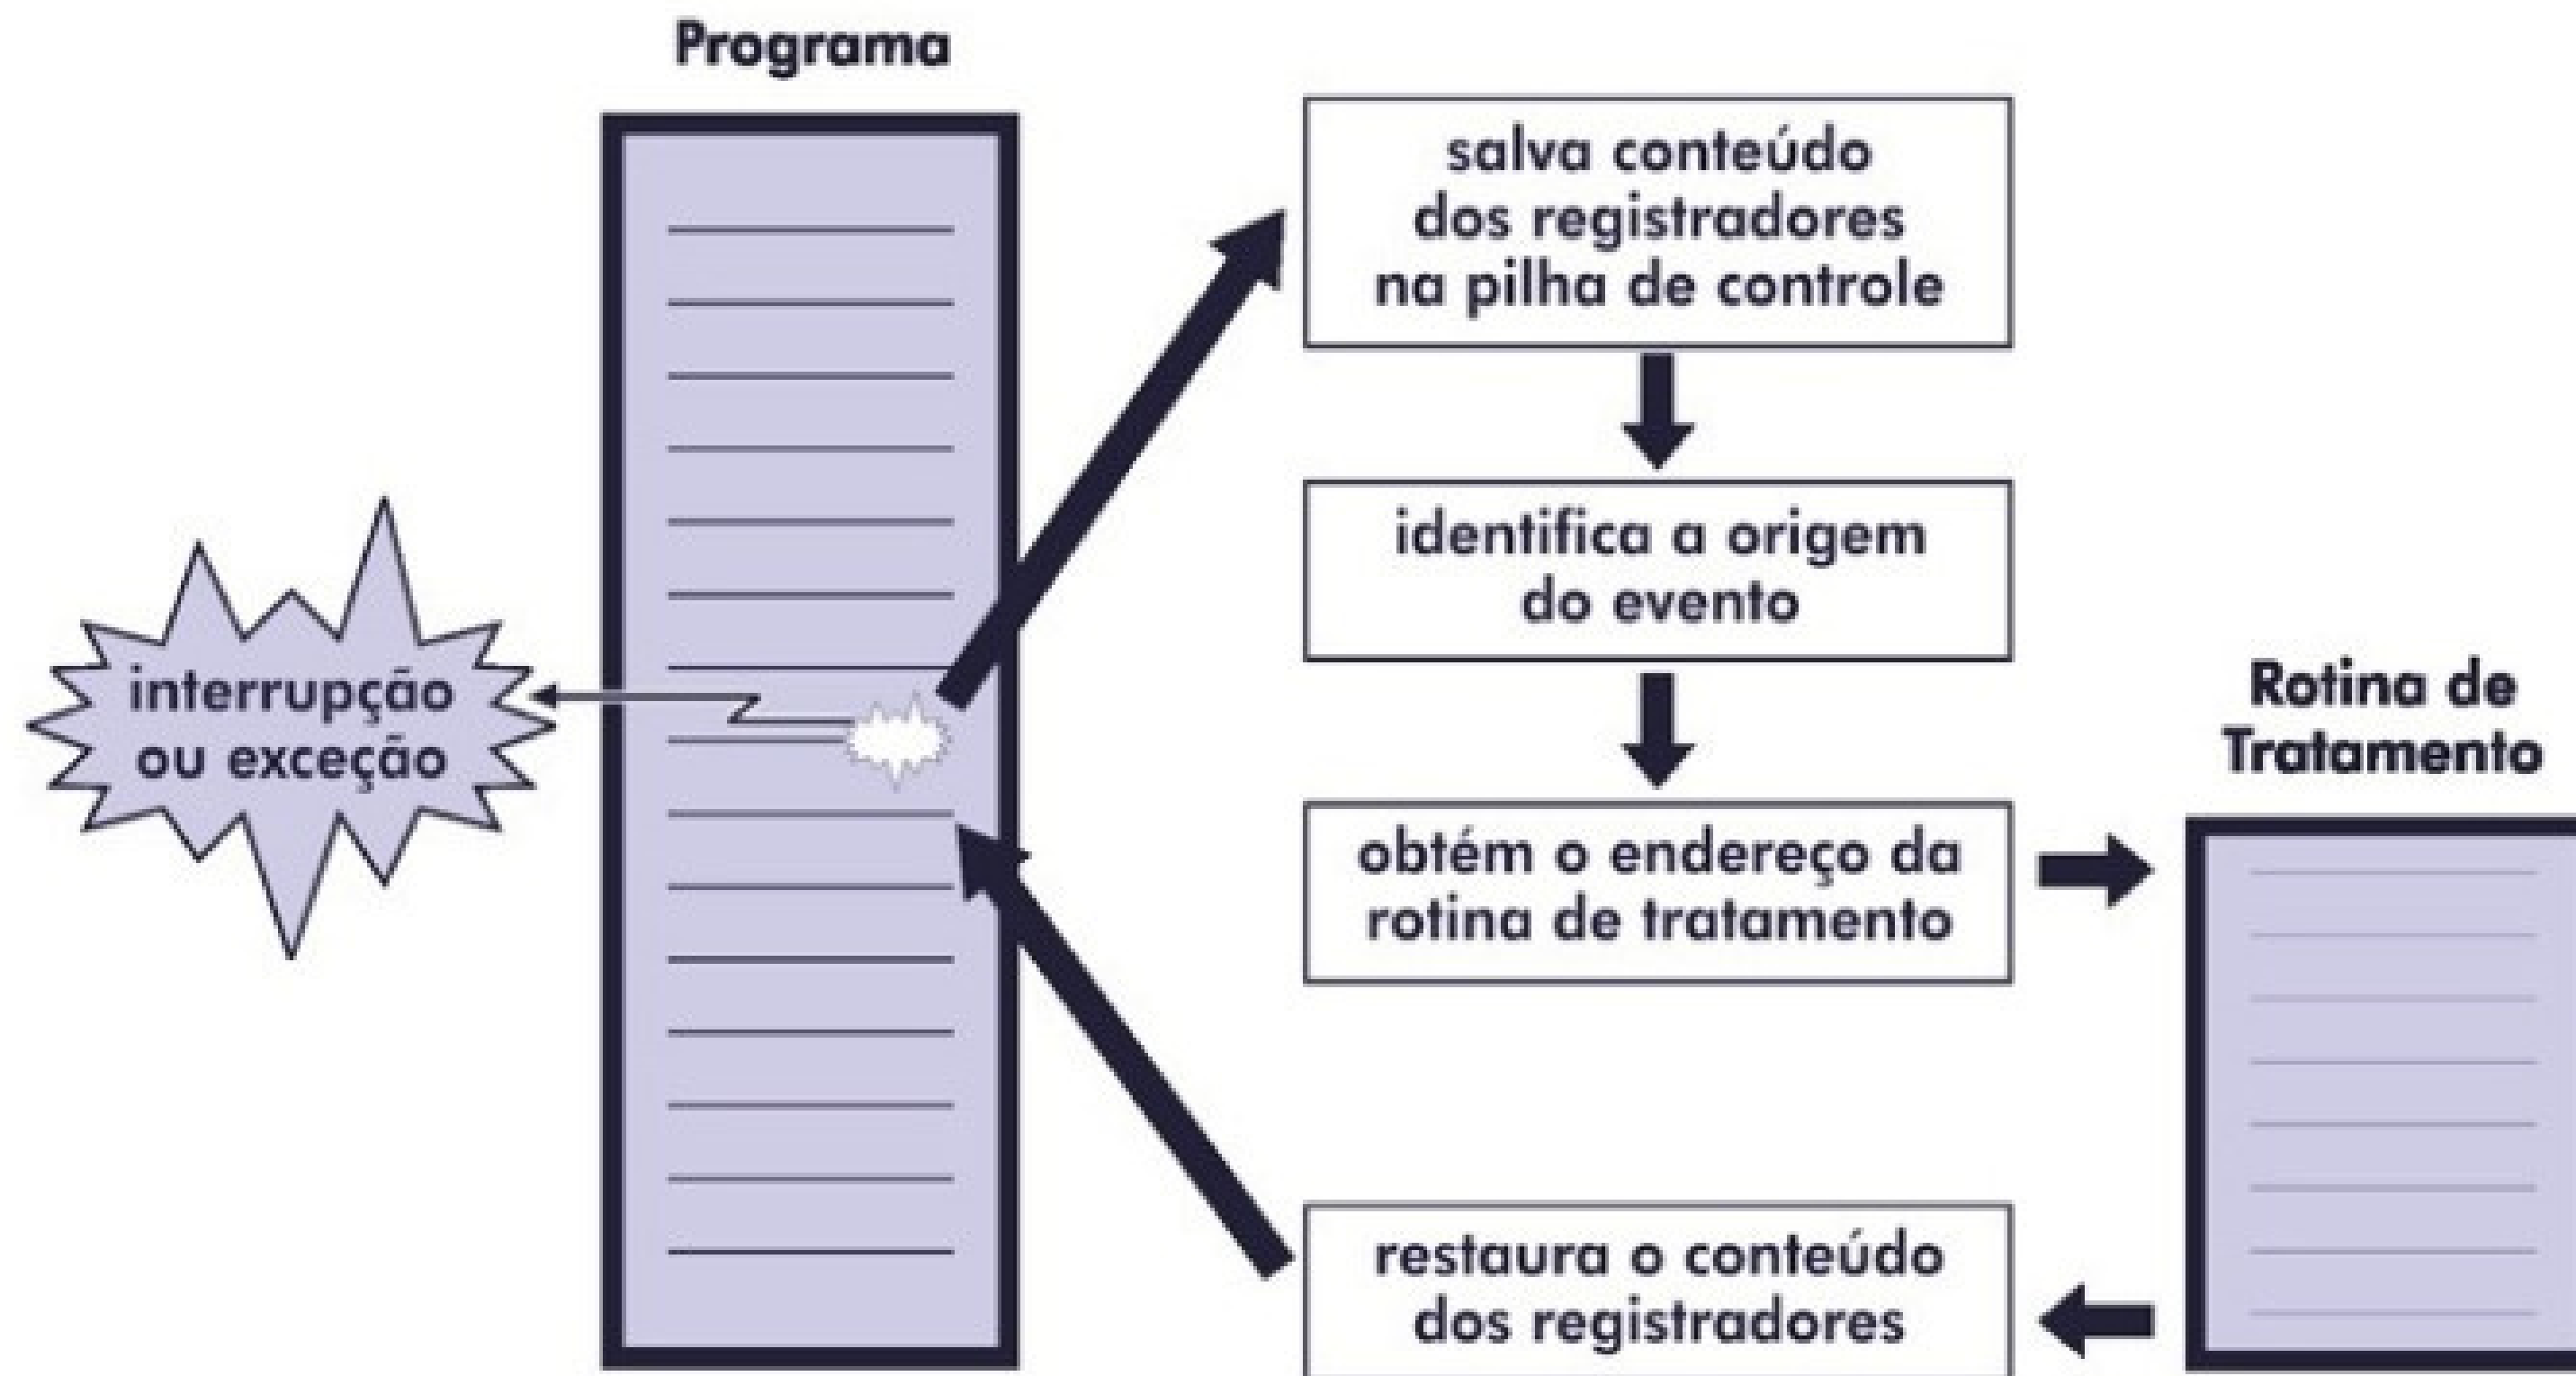 Programa
salva conteúdo
dos registradores
na pilha de controle
identifica a origem
do evento
interrupção
ou exceção
Rotina de
Tratamento
obtém o endereço da
rotina de tratamento
restaura o conteúdo
dos registradores